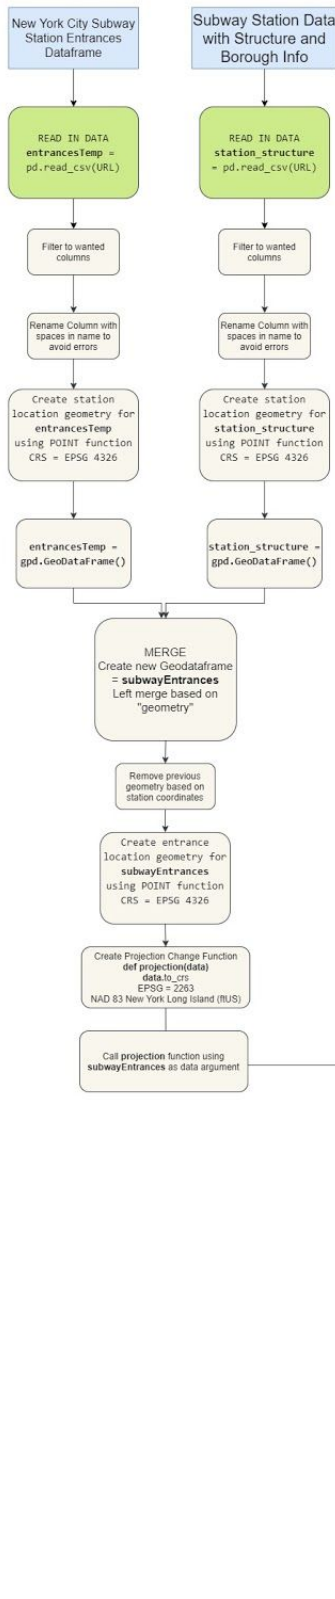 New York City Subway
Station Entrances
Dataframe
Subway Station Data
with Structure and
Borough Info
READ IN DATA
entrancesTemp =
pd.read_csv(URL)
READ IN DATA
station_structure
= pd.read_csv(URL)
Filter to wanted
columns
Filter to wanted
columns
Rename Column with
spaces in name to
avoid errors
Rename Column with
spaces in name to
avoid errors
Create station
location geometry for
entrancesTemp
using POINT function
CRS = EPSG 4326
Create station
location geometry for
station_structure
using POINT function
CRS = EPSG 4326
entrancesTemp =
gpd.GeoDataFrame()
station_structure =
gpd.GeoDataFrame()
MERGE
Create new Geodataframe
= subwayEntrances
Left merge based on
"geometry"
Remove previous
geometry based on
station coordinates
Create entrance
location geometry for
subwayEntrances
using POINT function
CRS = EPSG 4326
Create Projection Change Function
def projection(data)
data.to_crs
EPSG = 2263
NAD 83 New York Long Island (ftUS)
Call projection function using
subwayEntrances as data argument